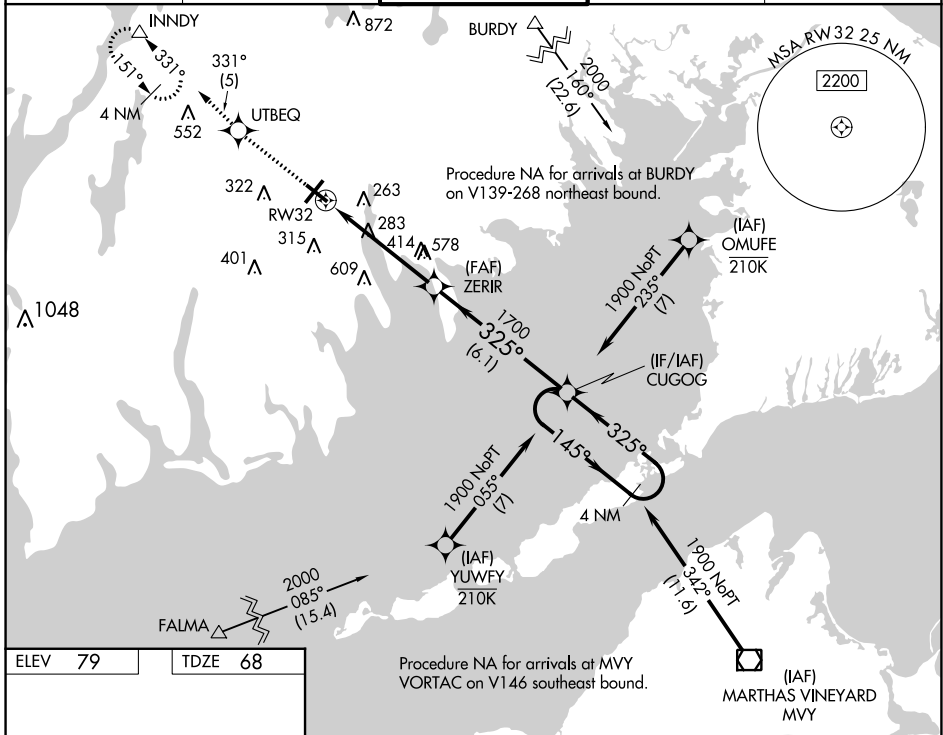 INNDY
872
BURDY
MSA RW 32 25 NM
2200
331°
151°
4 NM
331°
(5)
552
UTBEQ
2000
160°
(22.6)
Procedure NA for arrivals at BURDY
on V139-268 northeast bound.
322
RW32
263
283
315
414
578
401
609
1048
(FAF)
ZERIR
(IAF)
OMUFE
210K
1900 NoPT
235°
(7)
1700
325°
(6.1)
(IF/IAF)
CUGOG
325°
145°
4 NM
1900 NoPT
055°
(7)
(IAF)
YUWFY
210K
1900 NoPT
342°
(11.6)
2000
085°
(15.4)
FALMA
ELEV 79
TDZE 68
Procedure NA for arrivals at MVY
VORTAC on V146 southeast bound.
(IAF)
MARTHAS VINEYARD
MVY